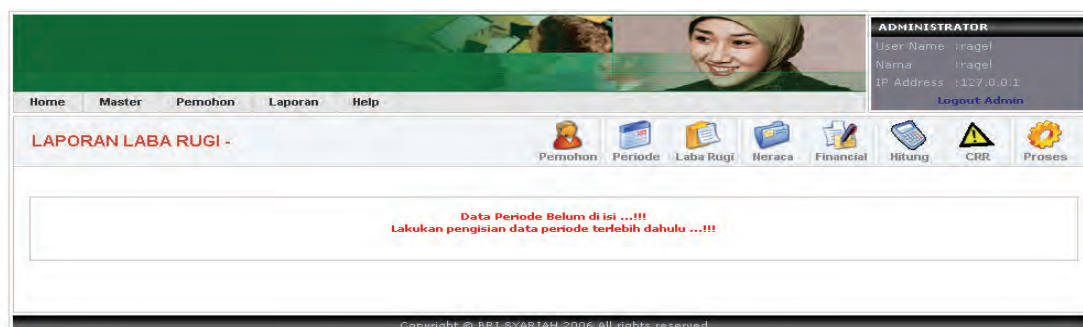 ADMINISTRATOR
User Name :ragel
Nama :ragel
IP Address :127.0.0.1
Logout Admin
Home Master Pemohon Laporan Help
LAPORAN LABA RUGI -
Pemohon Periode Laba Rugi Neraca Financial Hitung CRR Proses
Data Periode Belum di isi ...!!!
Lakukan pengisian data periode terlebih dahulu ...!!!
Copyright © BRI SYARIAH 2006 All rights reserved